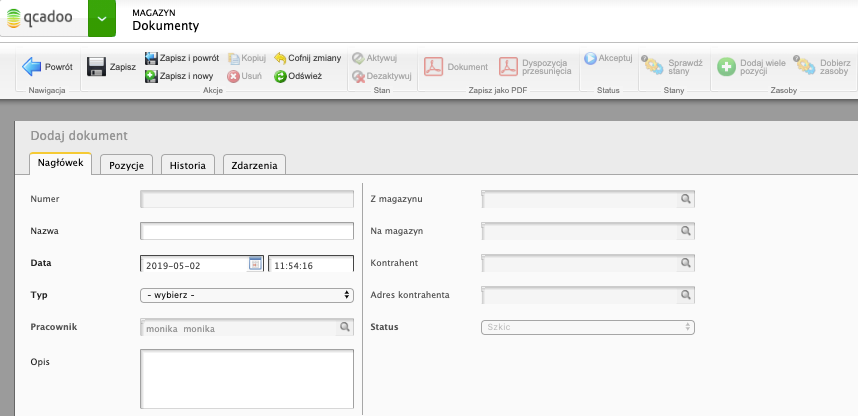 qcadoo
MAGAZYN
Dokumenty
Powrót
Nawigacja
Zapisz
Zapisz i powrót
Kopiuj
Cofnij zmiany
Zapisz i nowy
Usuń
Odśwież
Akcje
Aktywuj
Dezaktywuj
Stan
Dokument
Dyspozycja
przesunięcia
Zapisz jako PDF
Akceptuj
Status
Sprawdź
stany
Stany
Dodaj wiele
pozycji
Dobierz
zasoby
Zasoby
Dodaj dokument
Nagłówek
Pozycje
Historia
Zdarzenia
Numer
Nazwa
Data
2019-05-02
11:54:16
Typ
- wybierz -
Pracownik
monika monika
Opis
Z magazynu
Na magazyn
Kontrahent
Adres kontrahenta
Status
Szkic